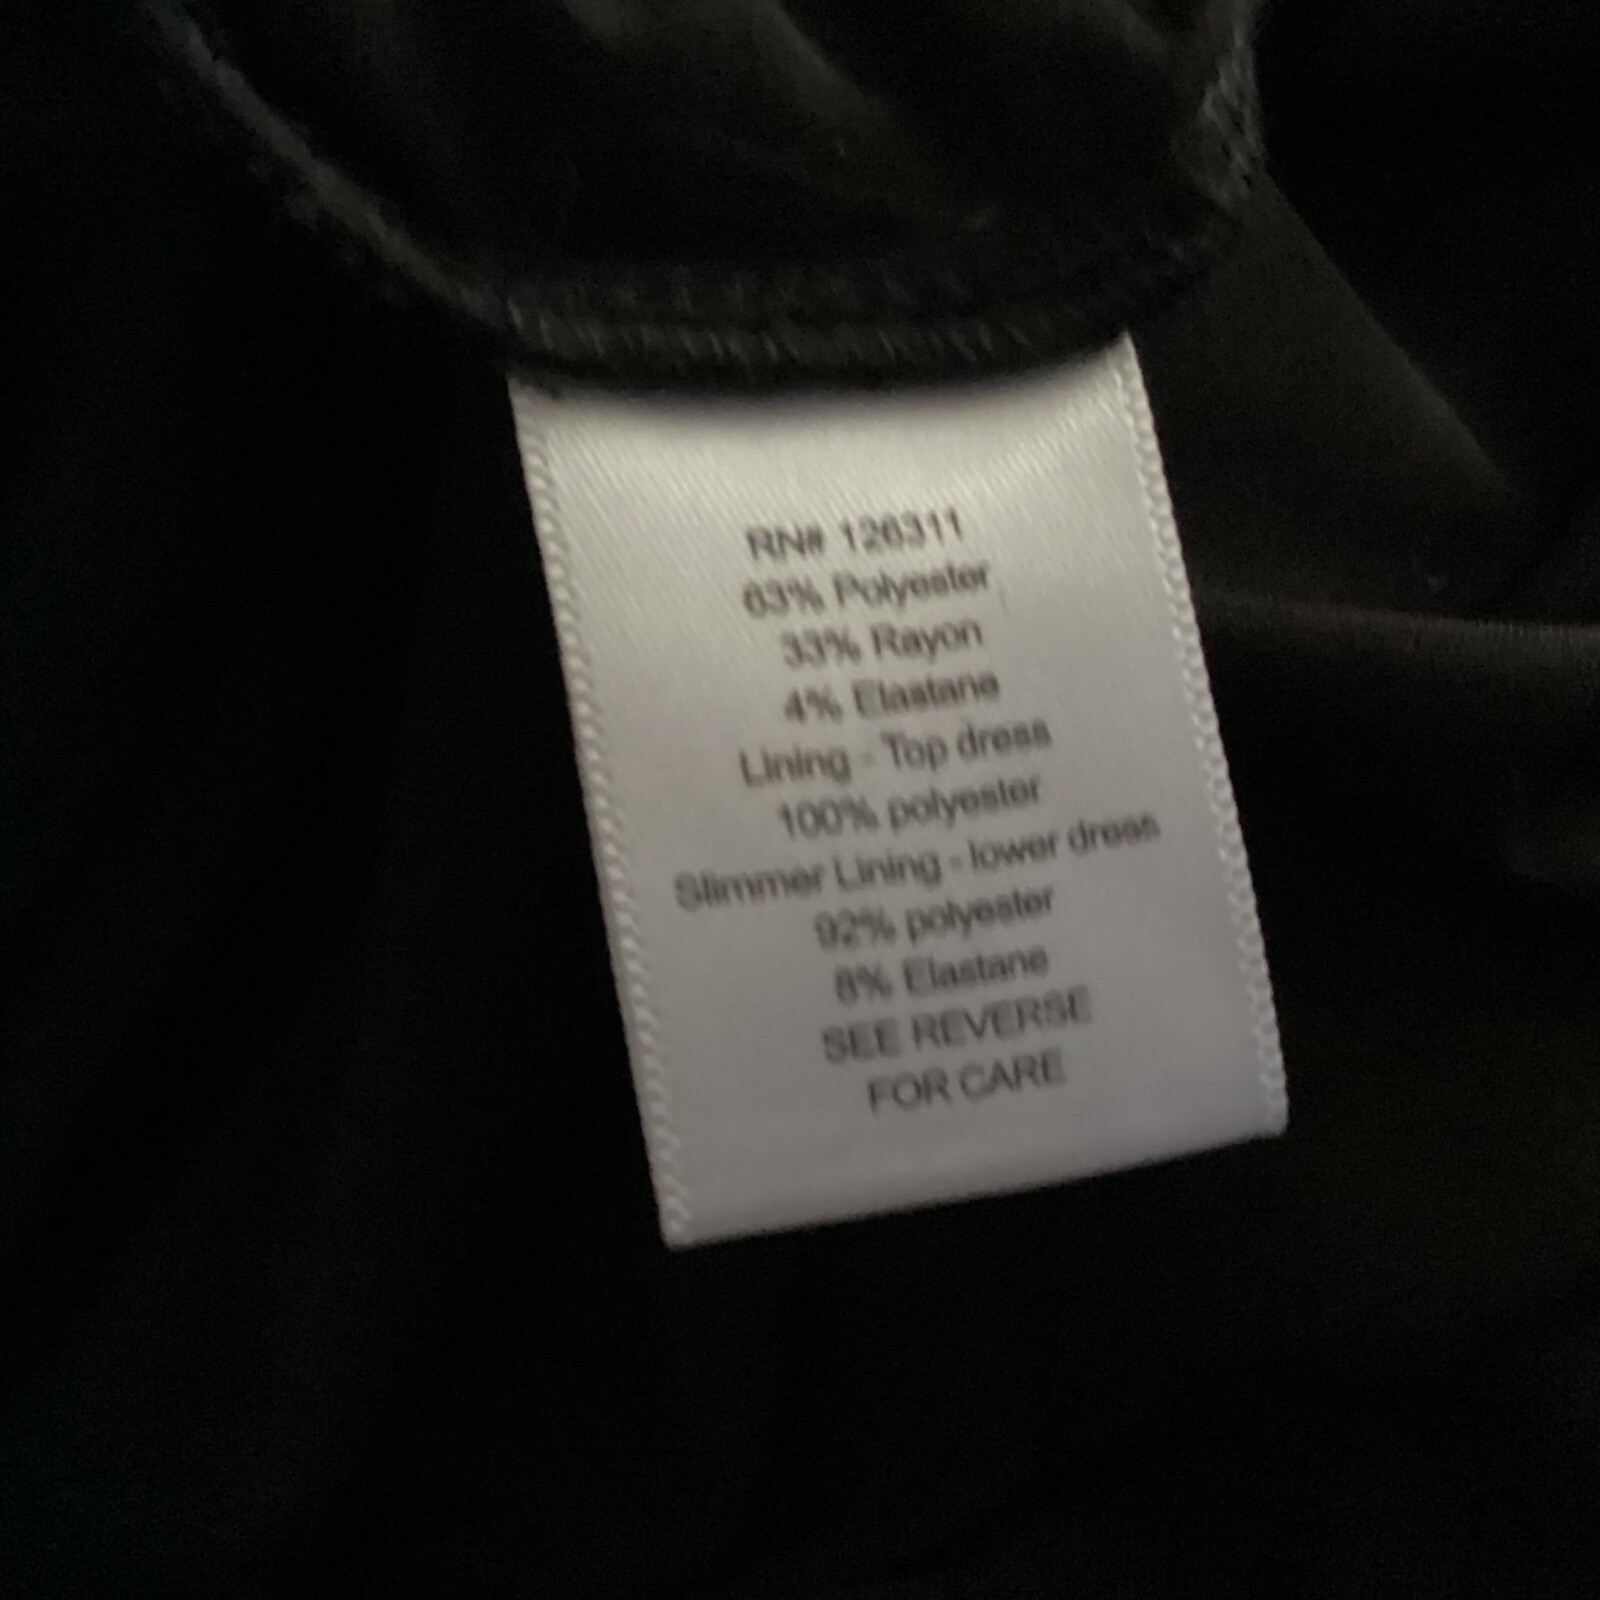 RN# 126311
63% Polyester
33% Rayon
4% Elastane
Lining - Top dress
100% polyester
Slimmer Lining - lower dress
92% polyester
8% Elastane
SEE REVERSE
FOR CARE